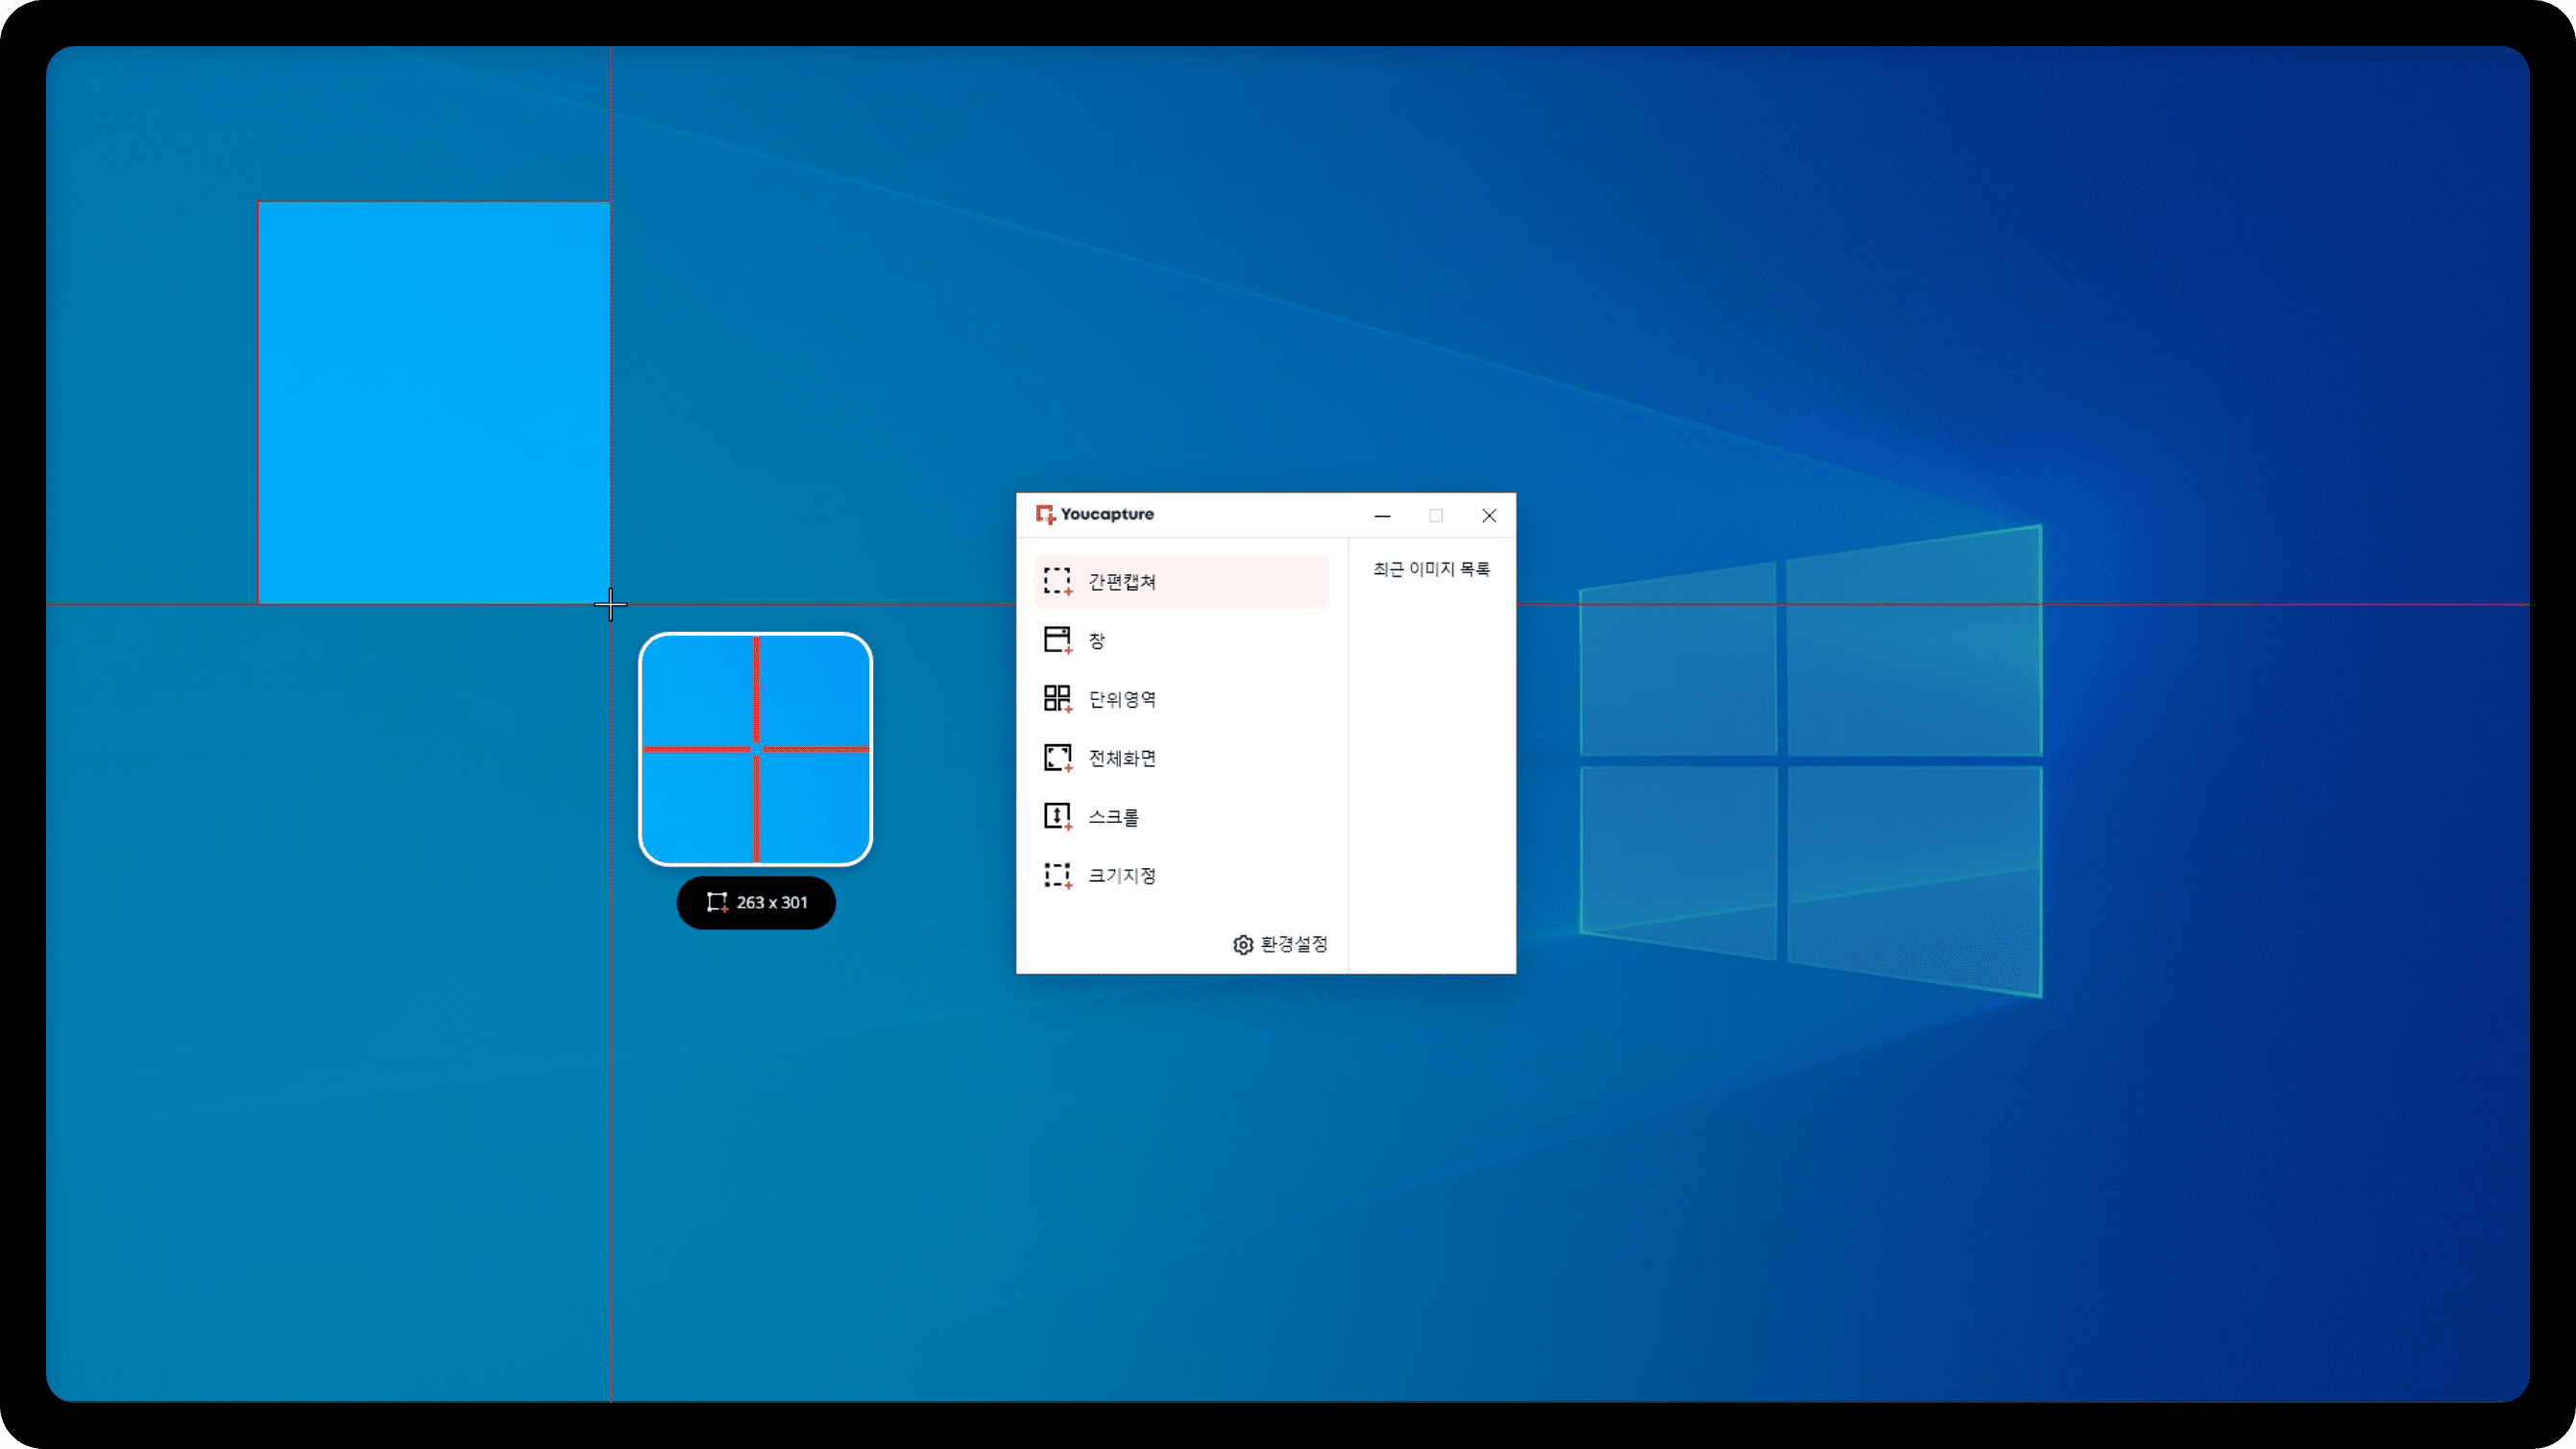 Youcapture
간편캡쳐
창
단위영역
전체화면
스크롤
크기지정
환경설정
최근 이미지 목록
263 x 301